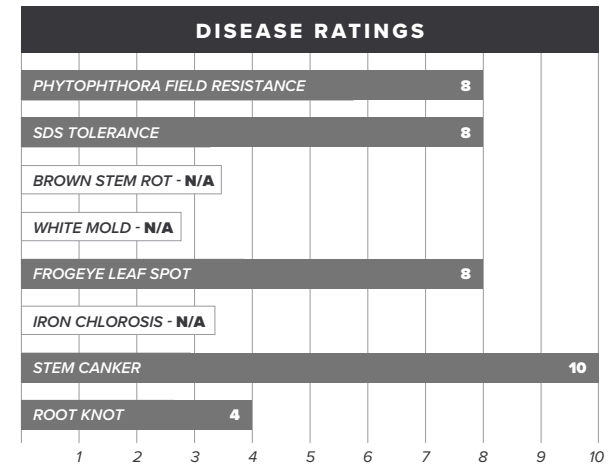 DISEASE RATINGS
PHYTOPHTHORA FIELD RESISTANCE 8
SDS TOLERANCE 8
BROWN STEM ROT - N/A
WHITE MOLD - N/A
FROGEYE LEAF SPOT 8
IRON CHLOROSIS - N/A
STEM CANKER 10
ROOT KNOT 4
1 2 3 4 5 6 7 8 9 10